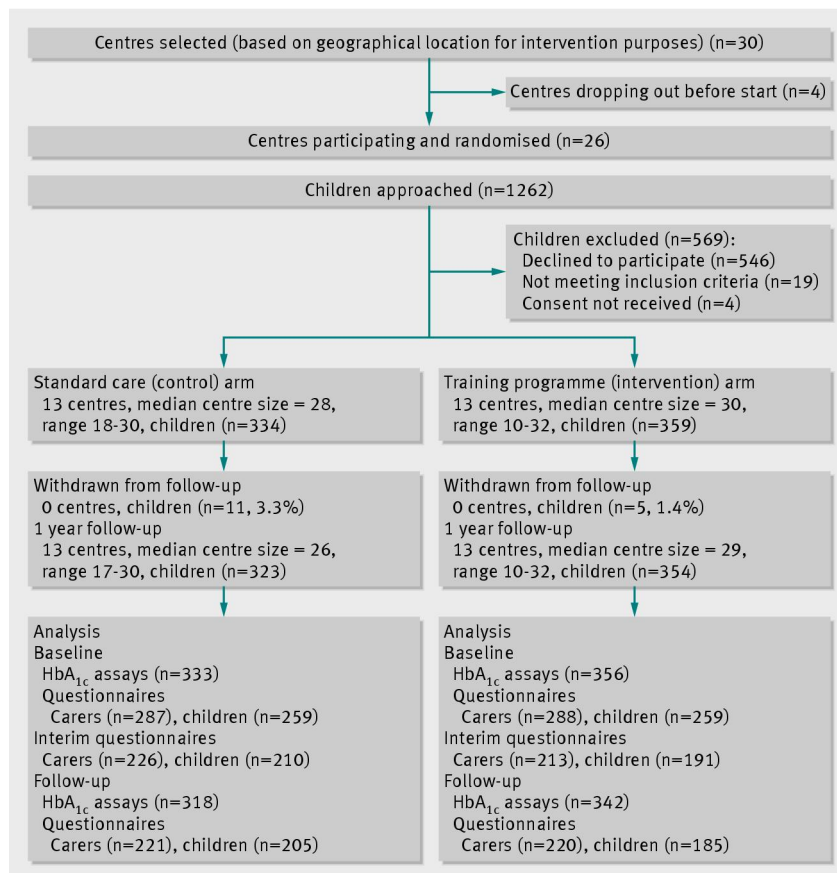 Centres selected (based on geographical location for intervention purposes) (n=30)
Centres dropping out before start (n=4)
Centres participating and randomised (n=26)
Children approached (n=1262)
Children excluded (n=569):
Declined to participate (n=546)
Not meeting inclusion criteria (n=19)
Consent not received (n=4)
Standard care (control) arm
13 centres, median centre size = 28,
range 18-30, children (n=334)
Training programme (intervention) arm
13 centres, median centre size = 30,
range 10-32, children (n=359)
Withdrawn from follow-up
0 centres, children (n=11, 3.3%)
1 year follow-up
13 centres, median centre size = 26,
range 17-30, children (n=323)
Withdrawn from follow-up
0 centres, children (n=5, 1.4%)
1 year follow-up
13 centres, median centre size = 29,
range 10-32, children (n=354)
Analysis
Baseline
HbA1c assays (n=333)
Questionnaires
Carers (n=287), children (n=259)
Interim questionnaires
Carers (n=226), children (n=210)
Follow-up
HbA1c assays (n=318)
Questionnaires
Carers (n=221), children (n=205)
Analysis
Baseline
HbA1c assays (n=356)
Questionnaires
Carers (n=288), children (n=259)
Interim questionnaires
Carers (n=213), children (n=191)
Follow-up
HbA1c assays (n=342)
Questionnaires
Carers (n=220), children (n=185)